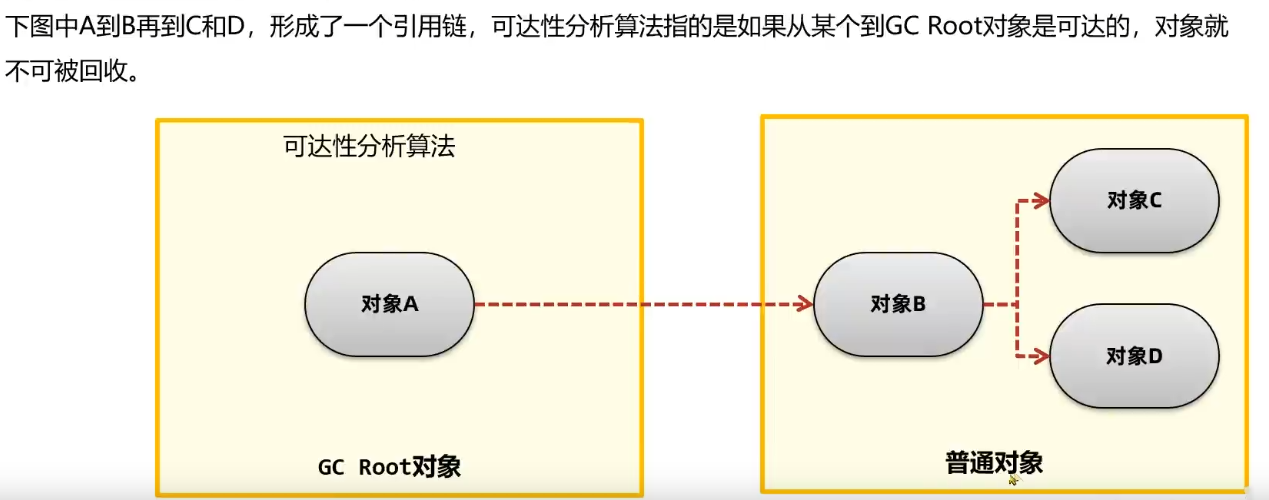 下图中A到B再到C和D，形成了一个引用链，可达性分析算法指的是如果从某个到GC Root对象是可达的，对象就
不可被回收。
可达性分析算法
对象A
对象B
对象C
对象D
GC Root对象
普通对象